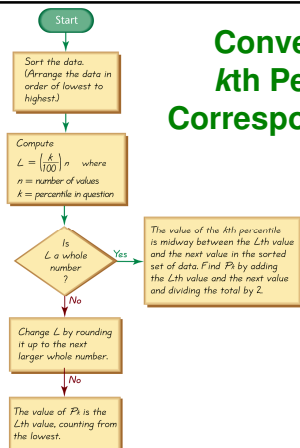 Start
Conve
kth Pe
Correspo
Sort the data.
(Arrange the data in
order of lowest to
highest.)
Compute
L = (k/100) n where
n = number of values
k = percentile in question
Is
L a whole
number
?
Yes
The value of the kth percentile
is midway between the Lth value
and the next value in the sorted
set of data. Find Pk by adding
the Lth value and the next value
and dividing the total by 2.
No
Change L by rounding
it up to the next
larger whole number.
No
The value of Pk is the
Lth value, counting from
the lowest.